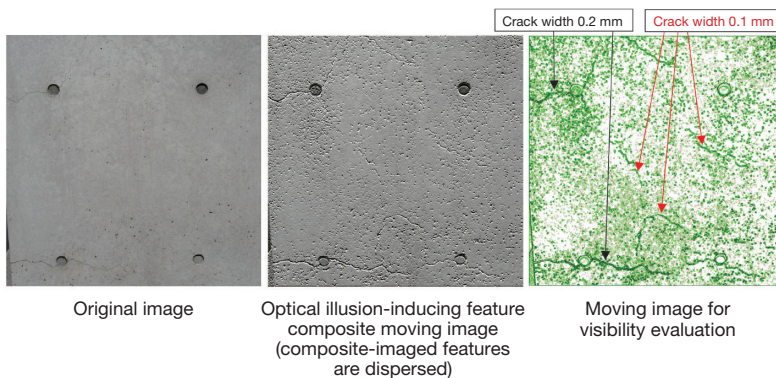 Crack width 0.2 mm
Crack width 0.1 mm
Original image
Optical illusion-inducing feature
composite moving image
(composite-imaged features
are dispersed)
Moving image for
visibility evaluation